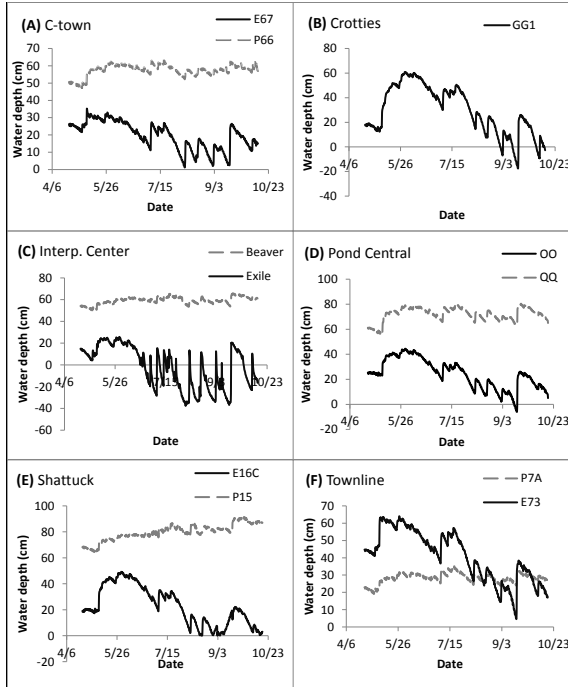 (A) C-town
E67
P66
Water depth (cm)
70
60
50
40
30
20
10
0
4/6 5/26 7/15 9/3 10/23
Date
(B) Crotties
GG1
Water depth (cm)
80
60
40
20
0
-20
-40
4/6 5/26 7/15 9/3 10/23
Date
(C) Interp. Center
Beaver
Exile
Water depth (cm)
80
60
40
20
0
-20
-40
-60
4/6 5/26 7/15 9/3 10/23
Date
(D) Pond Central
OO
QQ
Water depth (cm)
100
80
60
40
20
0
-20
4/6 5/26 7/15 9/3 10/23
Date
(E) Shattuck
E16C
P15
Water depth (cm)
100
80
60
40
20
0
-20
4/6 5/26 7/15 9/3 10/23
Date
(F) Townline
P7A
E73
Water depth (cm)
70
60
50
40
30
20
10
0
4/6 5/26 7/15 9/3 10/23
Date